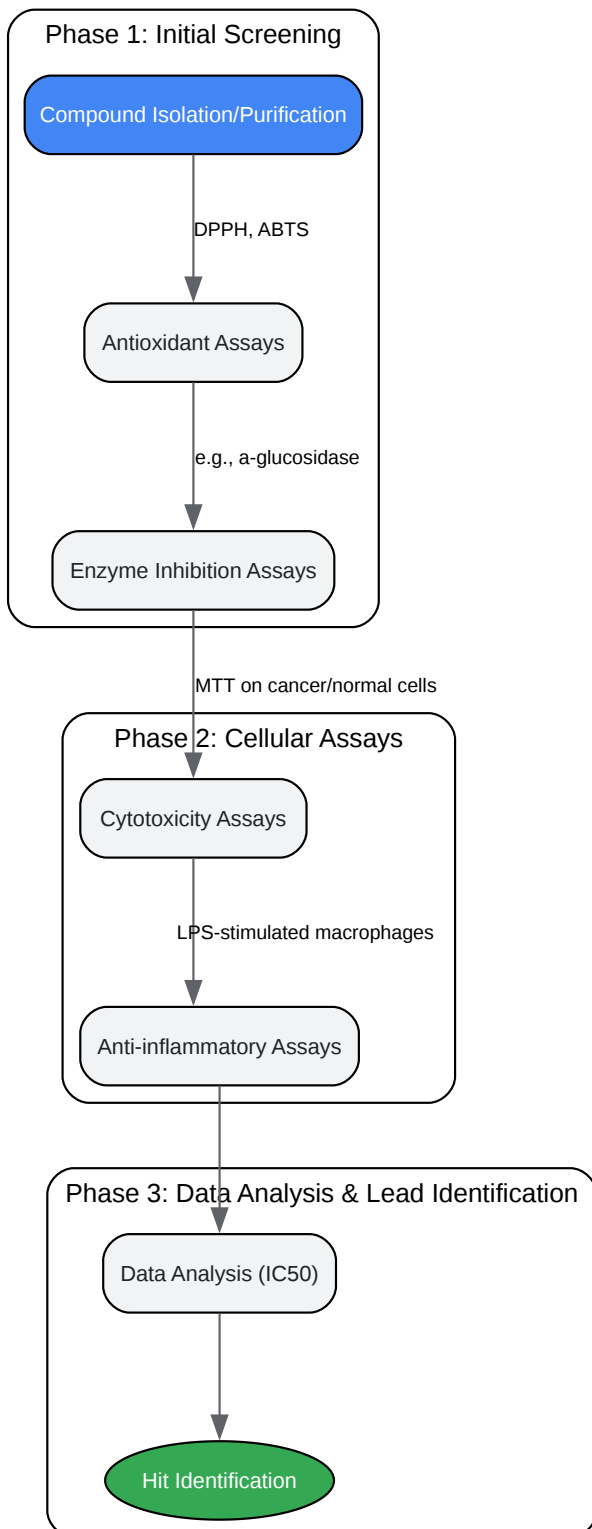 Phase 1: Initial Screening
Compound Isolation/Purification
DPPH, ABTS
Antioxidant Assays
e.g., a-glucosidase
Enzyme Inhibition Assays
MTT on cancer/normal cells
Phase 2: Cellular Assays
Cytotoxicity Assays
LPS-stimulated macrophages
Anti-inflammatory Assays
Phase 3: Data Analysis & Lead Identification
Data Analysis (IC50)
Hit Identification